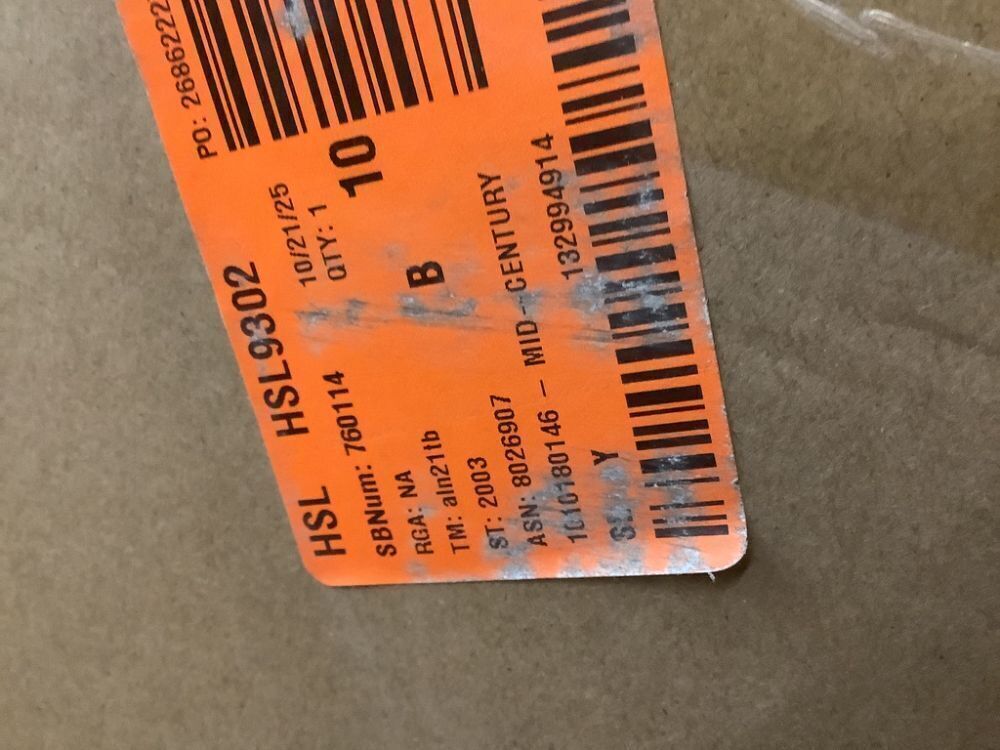 HSL HSL9302 PO: 26862222
SBNum: 760114 10/21/25
RGA: NA QTY: 1 10
TM: aln21tb B
ST: 2003
ASN: 8026907
1010180146 – MID-CENTURY
Y 132994914